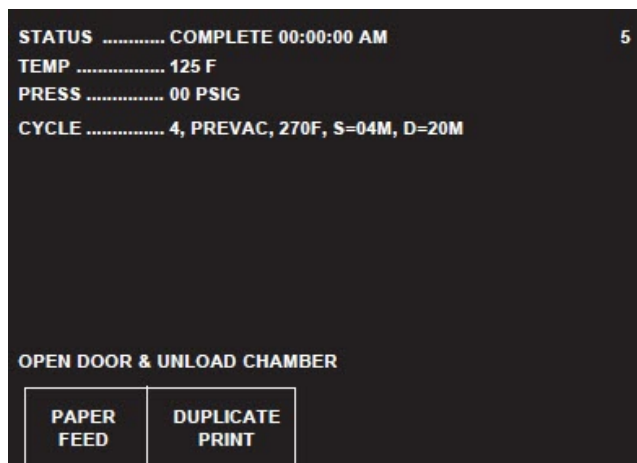 STATUS ............ COMPLETE 00:00:00 AM 5
TEMP ................. 125 F
PRESS ............... 00 PSIG
CYCLE ............... 4, PREVAC, 270F, S=04M, D=20M
OPEN DOOR & UNLOAD CHAMBER
PAPER FEED
DUPLICATE PRINT